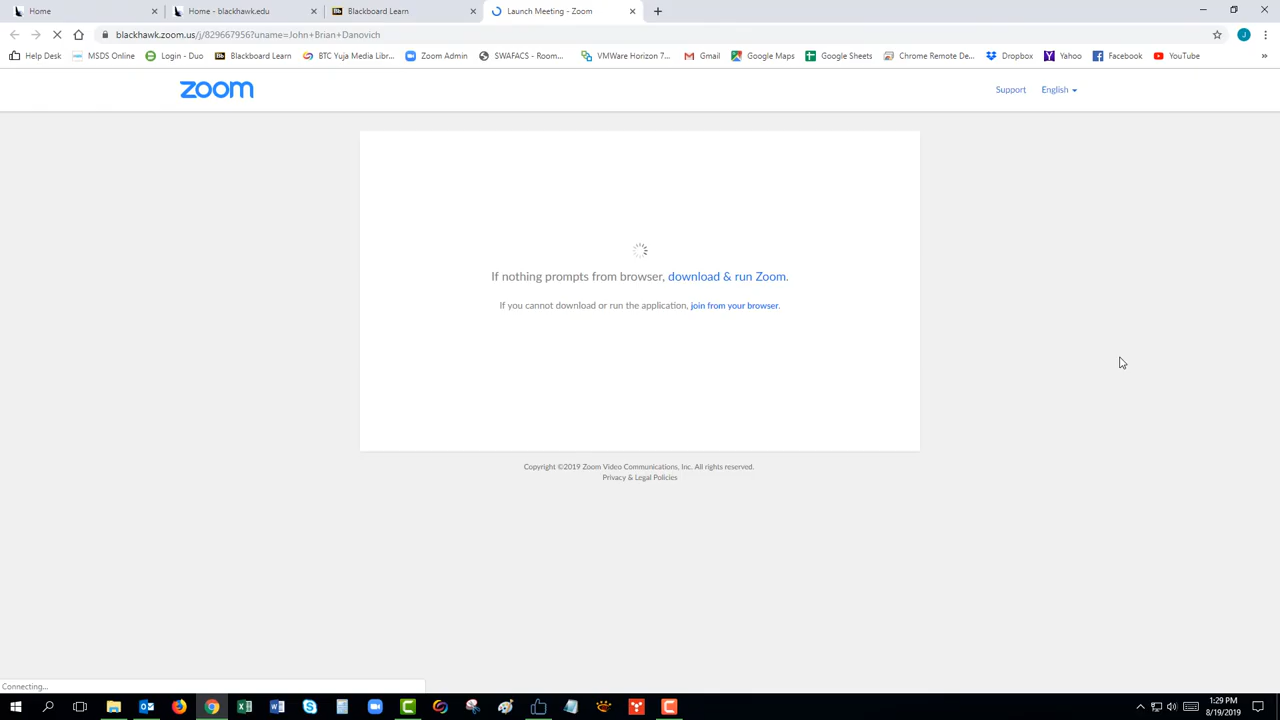 Home
Home - blackhawk.edu
Bb
Blackboard Learn
Launch Meeting - Zoom
blackhawk.zoom.us/j/829667956?uname=John+Brian+Danovich
J
Help Desk
MSDS Online
Login - Duo
Bb
Blackboard Learn
BTC Yuja Media Libr...
Zoom Admin
SWAFACS - Room...
VMWare Horizon 7...
Gmail
Google Maps
Google Sheets
Chrome Remote De...
Dropbox
Yahoo
Facebook
YouTube
»
zoom
Support
English
If nothing prompts from browser, download & run Zoom.
If you cannot download or run the application, join from your browser.
Copyright ©2019 Zoom Video Communications, Inc. All rights reserved.
Privacy & Legal Policies
Connecting...
1:29 PM
8/19/2019